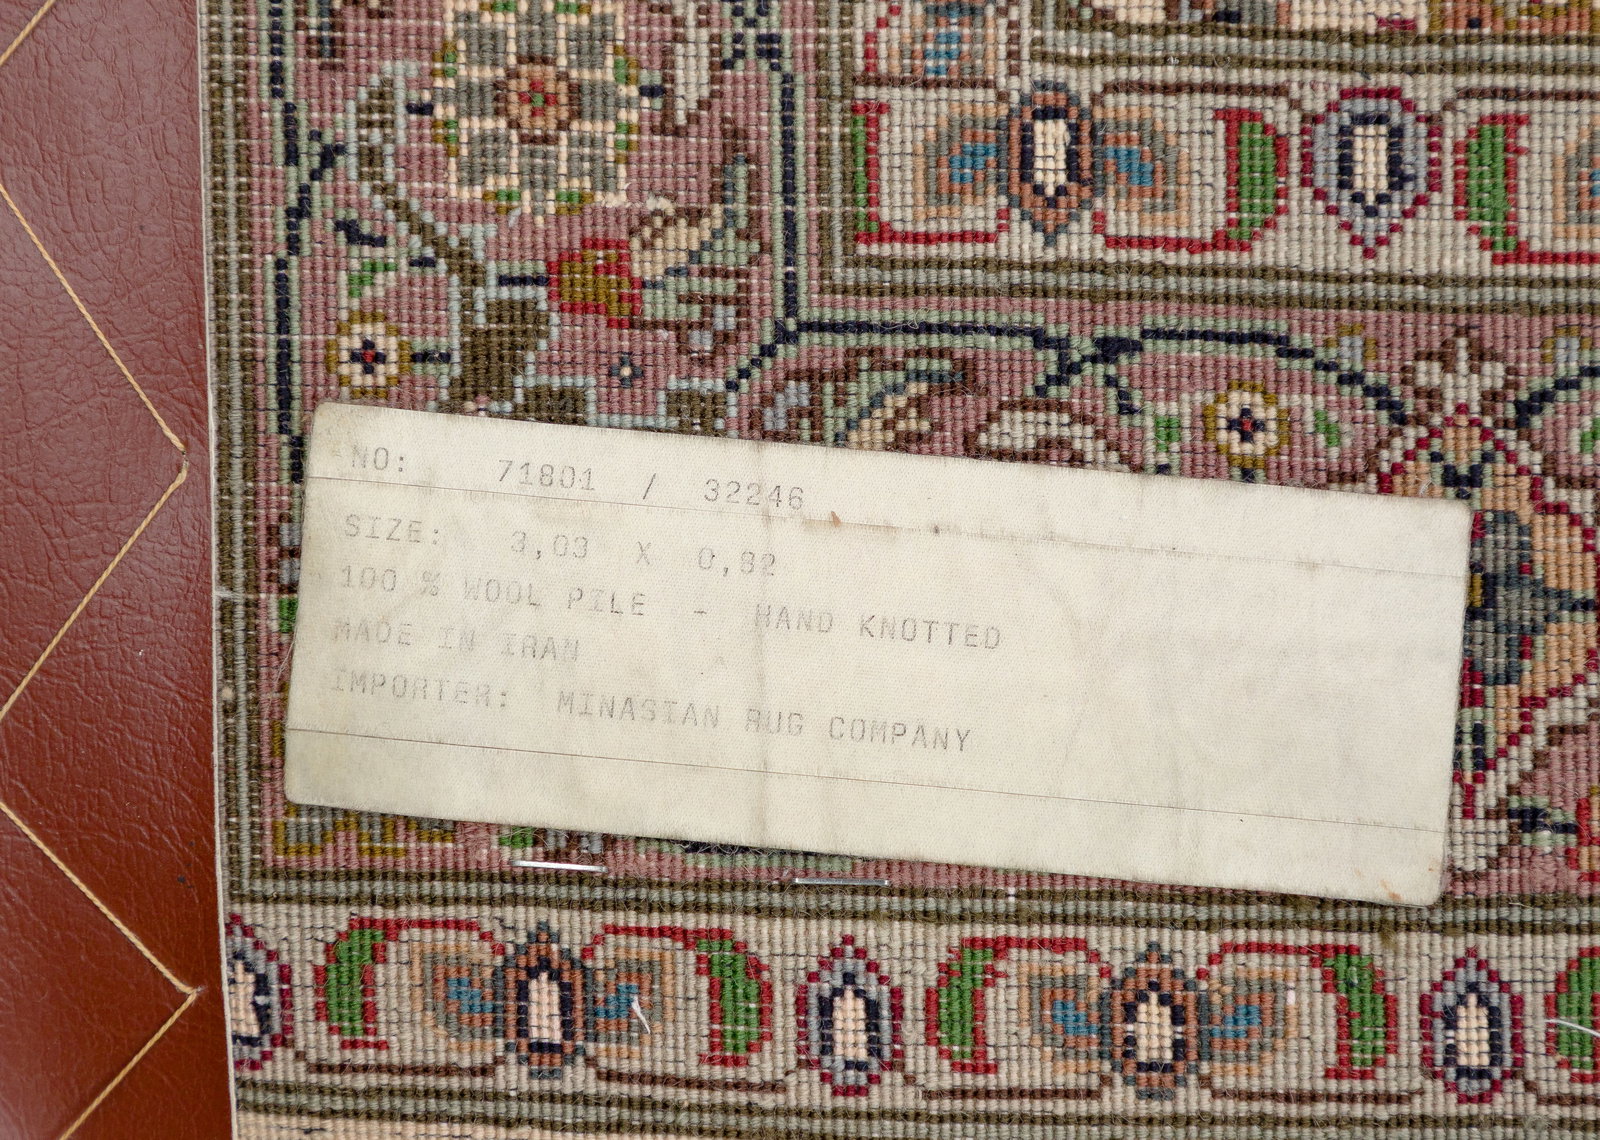 NO: 71801 / 32246
SIZE: 3,03 X 0,82
100 % WOOL PILE - HAND KNOTTED
MADE IN IRAN
IMPORTER: MINASIAN RUG COMPANY